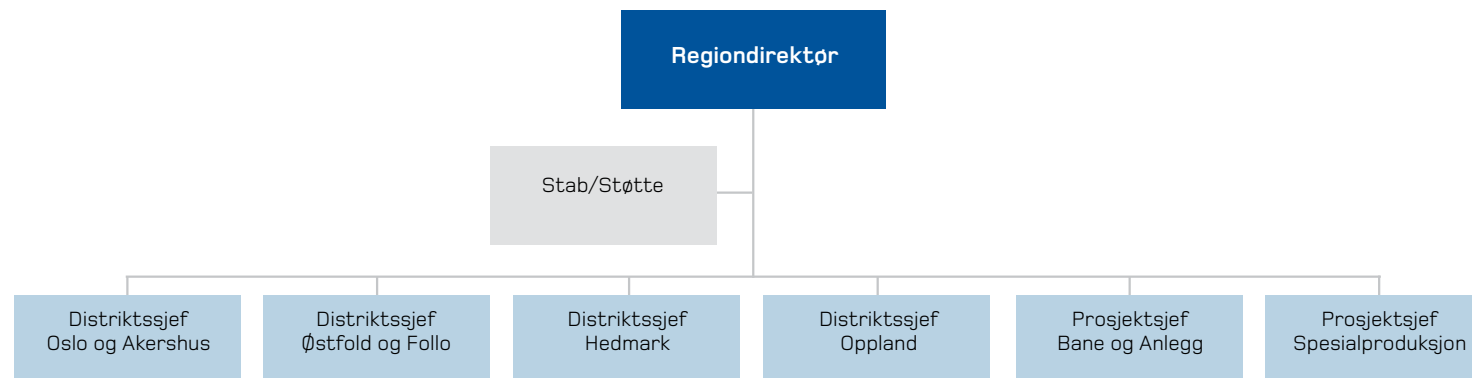 Regiondirektør
Stab/Støtte
Distriktssjef
Oslo og Akershus
Distriktssjef
Østfold og Follo
Distriktssjef
Hedmark
Distriktssjef
Oppland
Prosjektsjef
Bane og Anlegg
Prosjektsjef
Spesialproduksjon